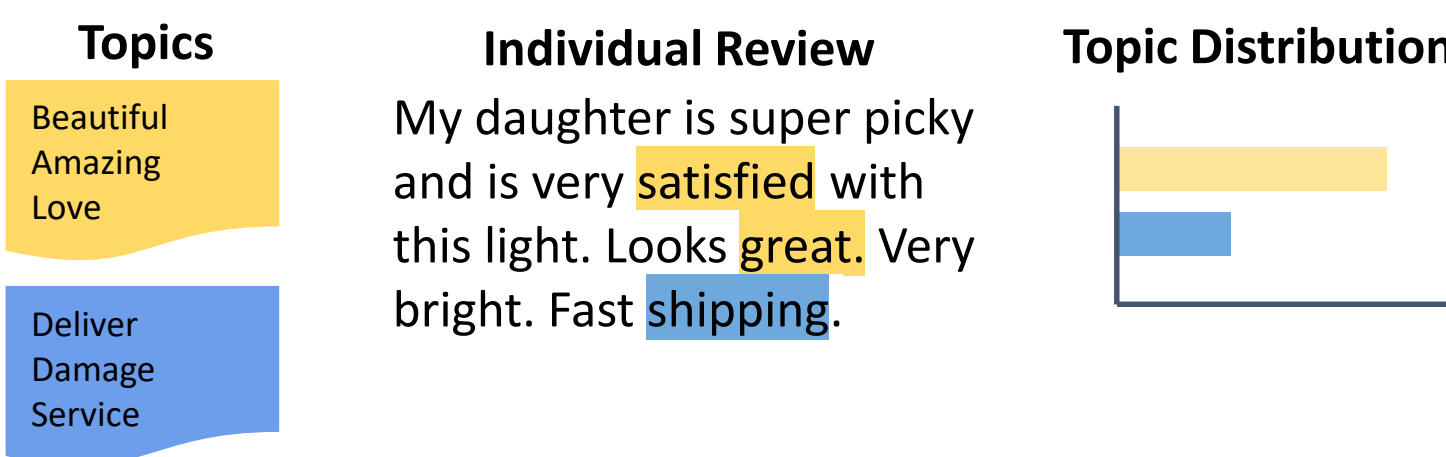 Topics
Beautiful
Amazing
Love
Deliver
Damage
Service
Individual Review
My daughter is super picky
and is very satisfied with
this light. Looks great. Very
bright. Fast shipping.
Topic Distribution